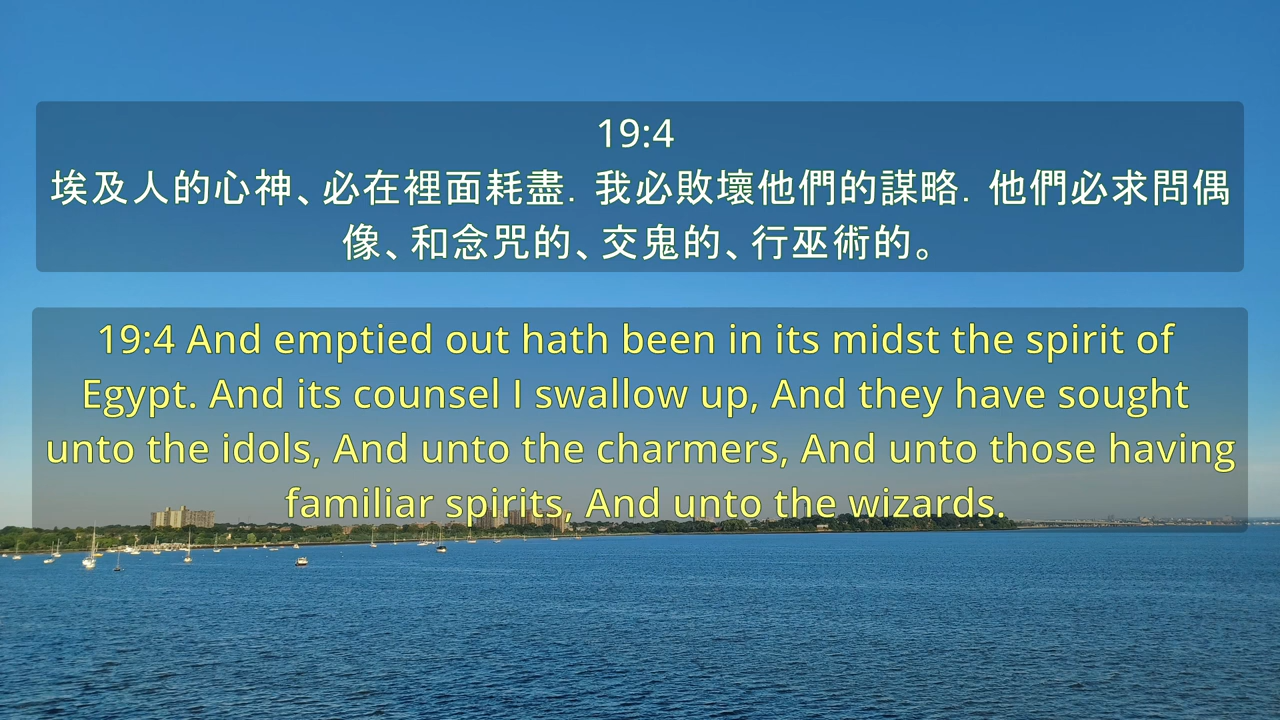 19:4
埃及人的心神、必在裡面耗盡．我必敗壞他們的謀略．他們必求問偶
像、和念咒的、交鬼的、行巫術的。
19:4 And emptied out hath been in its midst the spirit of
Egypt. And its counsel I swallow up, And they have sought
unto the idols, And unto the charmers, And unto those having
familiar spirits, And unto the wizards.